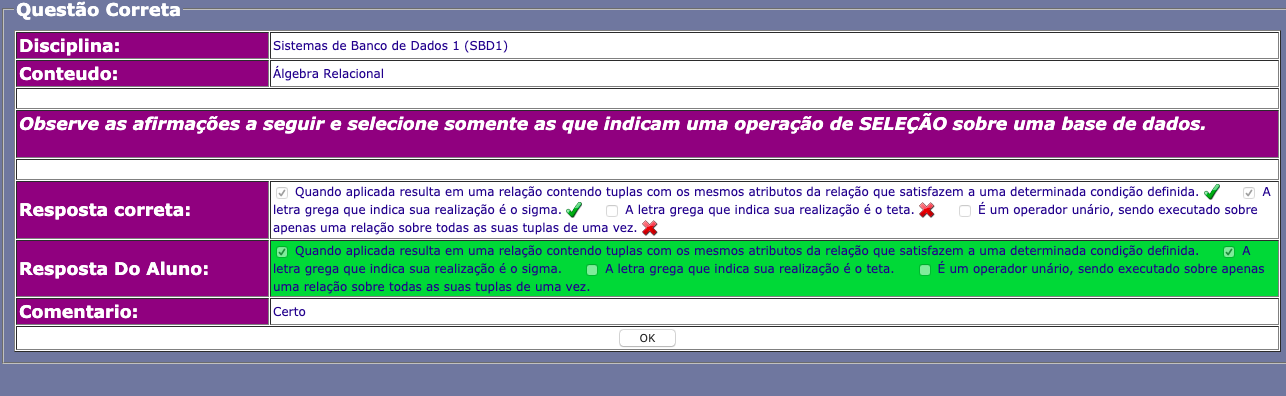 Questão Correta
Disciplina:
Sistemas de Banco de Dados 1 (SBD1)
Conteudo:
Álgebra Relacional
Observe as afirmações a seguir e selecione somente as que indicam uma operação de SELEÇÃO sobre uma base de dados.
Resposta correta:
Quando aplicada resulta em uma relação contendo tuplas com os mesmos atributos da relação que satisfazem a uma determinada condição definida. A
letra grega que indica sua realização é o sigma. A letra grega que indica sua realização é o teta. É um operador unário, sendo executado sobre
apenas uma relação sobre todas as suas tuplas de uma vez.
Resposta Do Aluno:
Quando aplicada resulta em uma relação contendo tuplas com os mesmos atributos da relação que satisfazem a uma determinada condição definida. A
letra grega que indica sua realização é o sigma. A letra grega que indica sua realização é o teta. É um operador unário, sendo executado sobre apenas
uma relação sobre todas as suas tuplas de uma vez.
Comentario:
Certo
OK